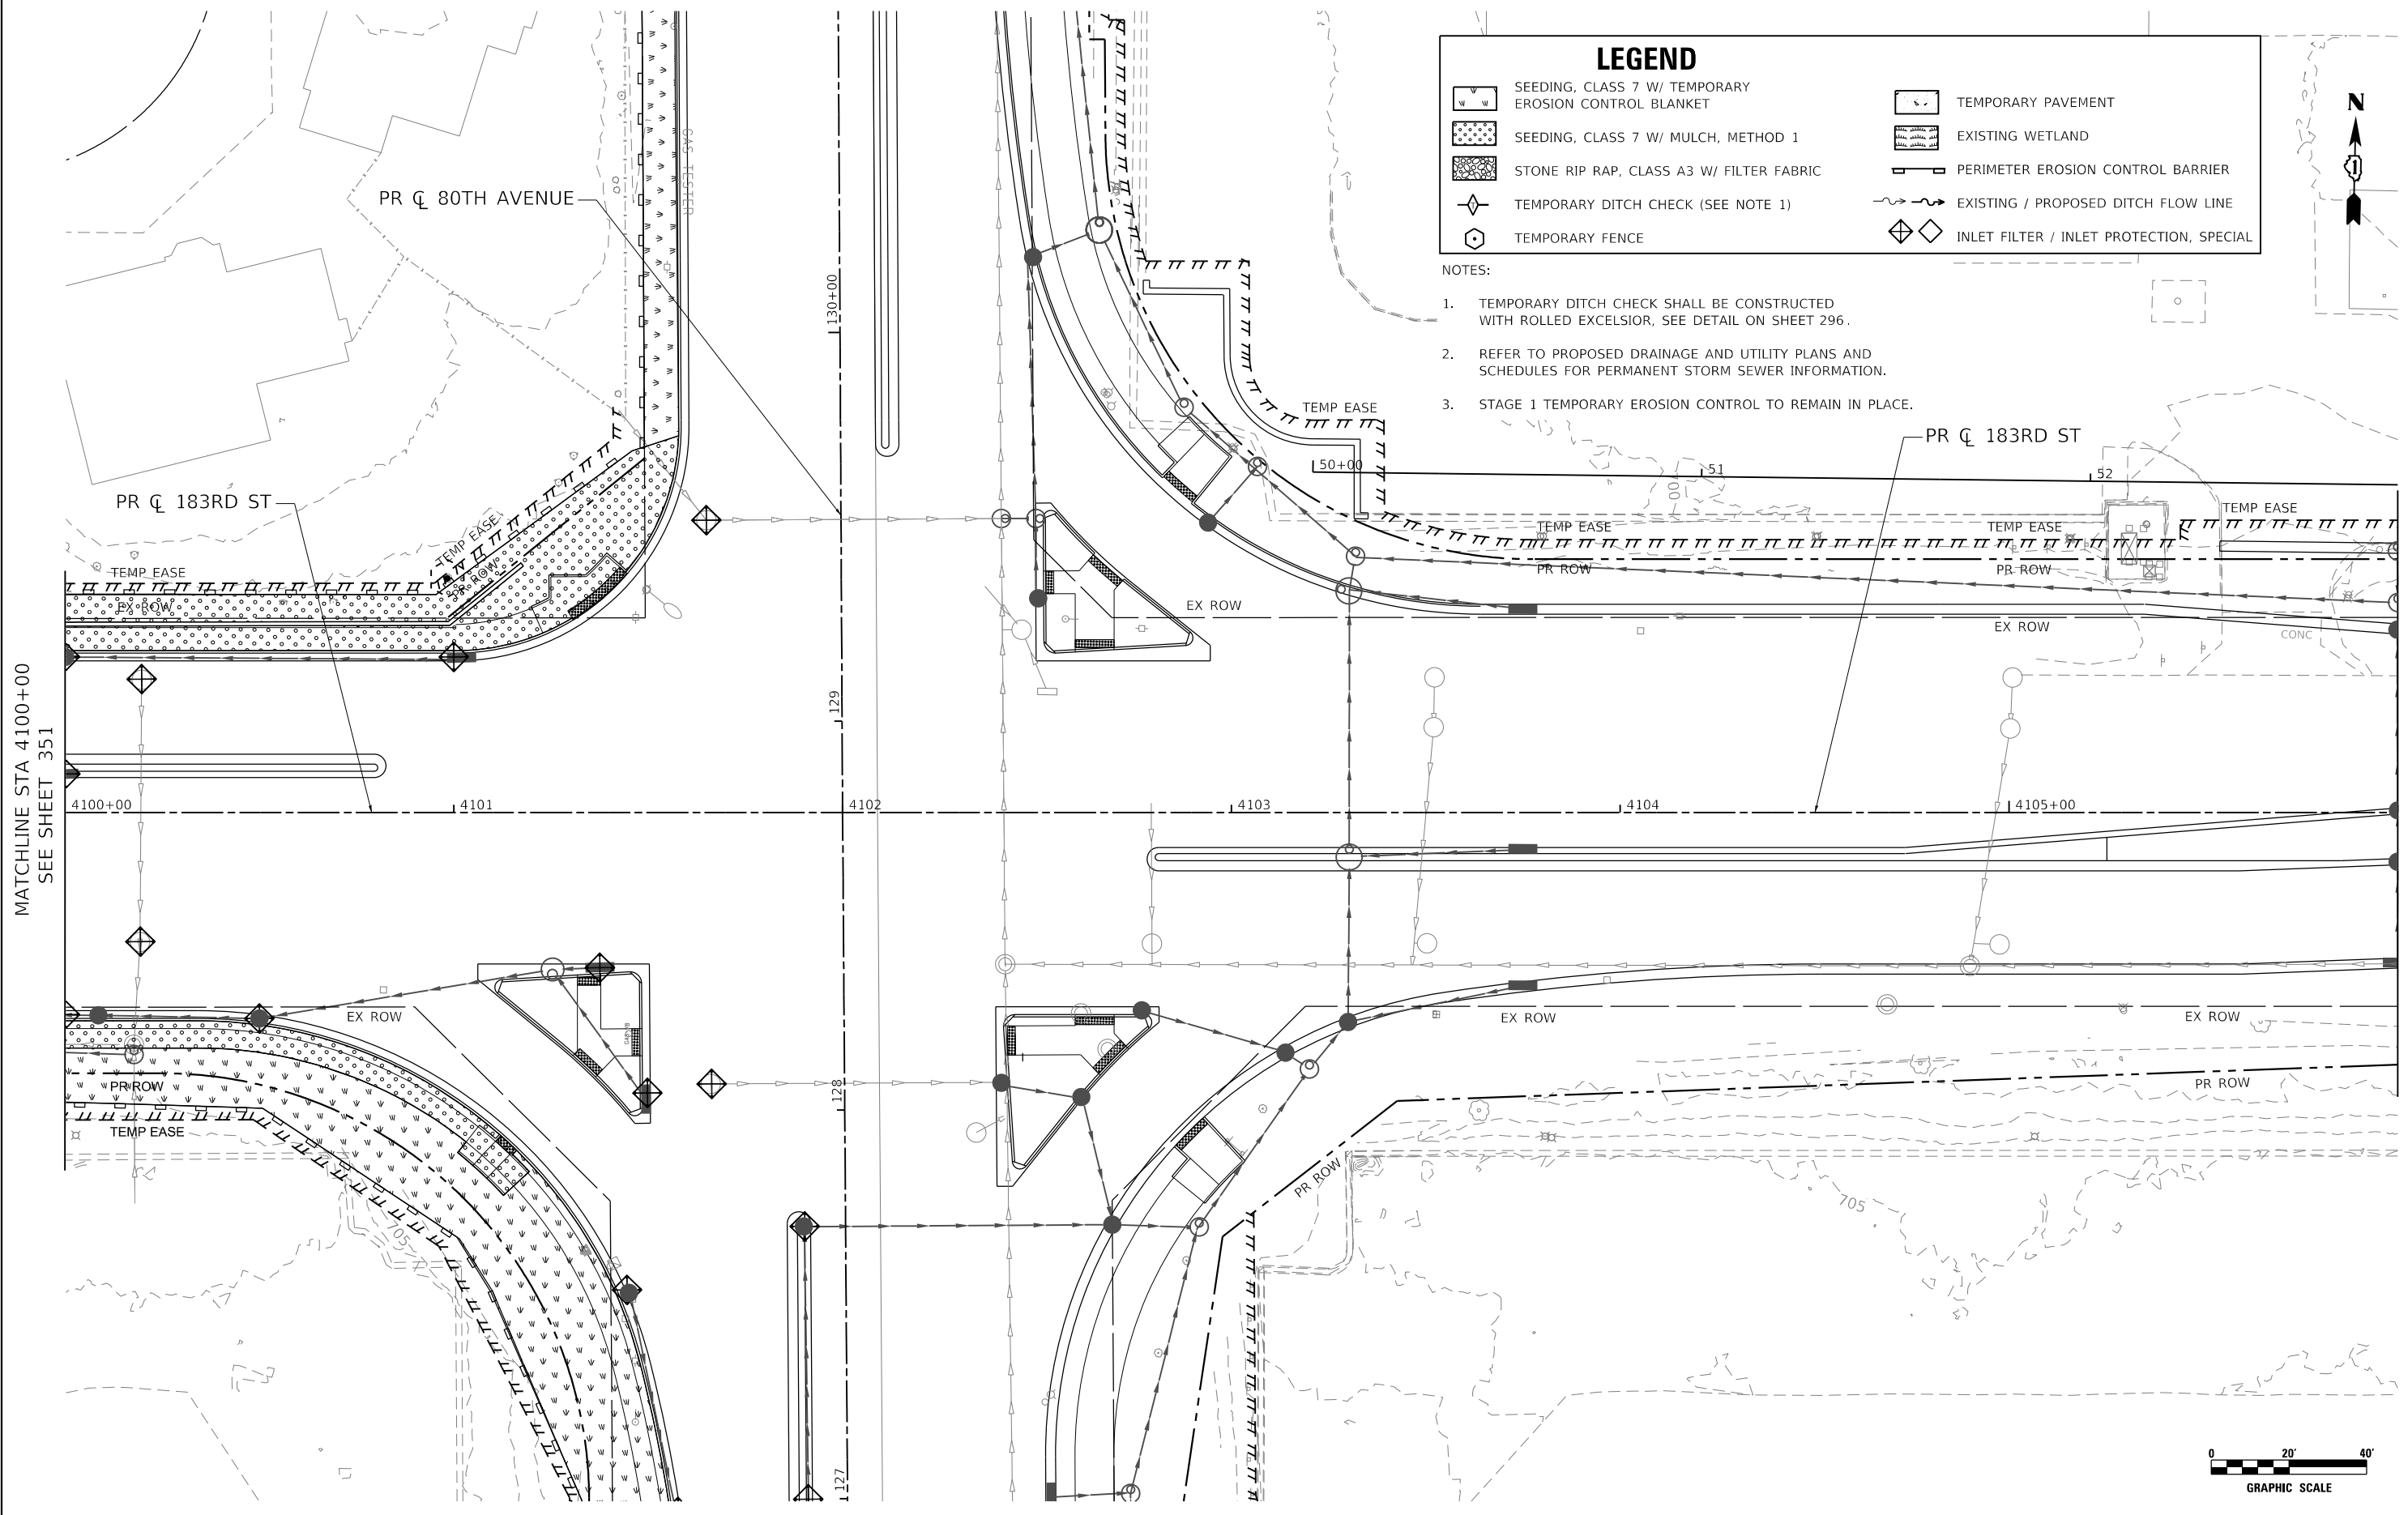 LEGEND
SEEDING, CLASS 7 W/ TEMPORARY
EROSION CONTROL BLANKET
SEEDING, CLASS 7 W/ MULCH, METHOD 1
STONE RIP RAP, CLASS A3 W/ FILTER FABRIC
TEMPORARY DITCH CHECK (SEE NOTE 1)
TEMPORARY FENCE
TEMPORARY PAVEMENT
EXISTING WETLAND
PERIMETER EROSION CONTROL BARRIER
EXISTING / PROPOSED DITCH FLOW LINE
INLET FILTER / INLET PROTECTION, SPECIAL
N
1
NOTES:
1. TEMPORARY DITCH CHECK SHALL BE CONSTRUCTED
WITH ROLLED EXCELSIOR, SEE DETAIL ON SHEET 296.
2. REFER TO PROPOSED DRAINAGE AND UTILITY PLANS AND
SCHEDULES FOR PERMANENT STORM SEWER INFORMATION.
3. STAGE 1 TEMPORARY EROSION CONTROL TO REMAIN IN PLACE.
GAS TESTER
PR ℄ 80TH AVENUE
130+00
TEMP EASE
PR ℄ 183RD ST
50+00
51
52
700
PR ℄ 183RD ST
TEMP EASE
TEMP EASE
TEMP EASE
TEMP EASE
PR ROW
TEMP EASE
EX ROW
PR ROW
PR ROW
EX ROW
EX ROW
CONC
MATCHLINE STA 4100+00
SEE SHEET 351
129
4100+00
4101
4102
4103
4104
4105+00
EX ROW
EX ROW
EX ROW
PR ROW
TEMP EASE
128
PR ROW
PR ROW
705
705
127
0 20' 40'
GRAPHIC SCALE